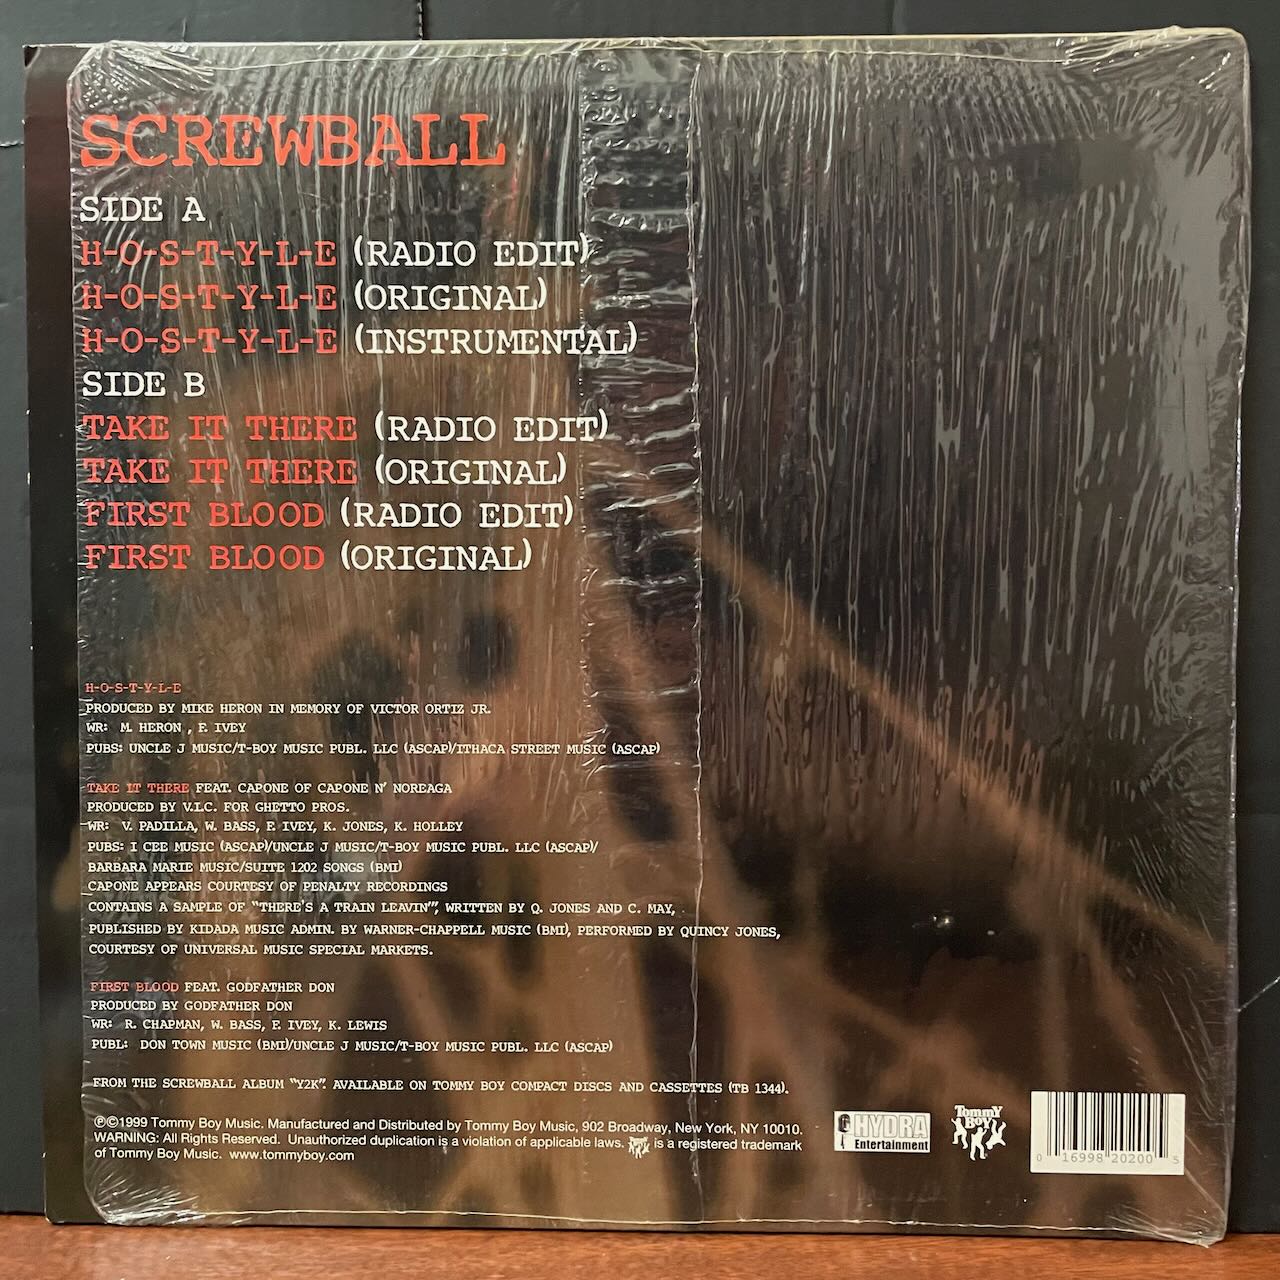 SCREWBALL
SIDE A
H-O-S-T-Y-L-E (RADIO EDIT)
H-O-S-T-Y-L-E (ORIGINAL)
H-O-S-T-Y-L-E (INSTRUMENTAL)
SIDE B
TAKE IT THERE (RADIO EDIT)
TAKE IT THERE (ORIGINAL)
FIRST BLOOD (RADIO EDIT)
FIRST BLOOD (ORIGINAL)
H-O-S-T-Y-L-E
PRODUCED BY MIKE HERON IN MEMORY OF VICTOR ORTIZ JR.
WR: M. HERON , F. IVEY
PUBS: UNCLE J MUSIC/T-BOY MUSIC PUBL. LLC (ASCAP)/ITHACA STREET MUSIC (ASCAP)
TAKE IT THERE FEAT. CAPONE OF CAPONE N' NOREAGA
PRODUCED BY V.I.C. FOR GHETTO PROS.
WR: V. PADILLA, W. BASS, F. IVEY, K. JONES, K. HOLLEY
PUBS: I CEE MUSIC (ASCAP)/UNCLE J MUSIC/T-BOY MUSIC PUBL. LLC (ASCAP)/
BARBARA MARIE MUSIC/SUITE 1202 SONGS (BMI)
CAPONE APPEARS COURTESY OF PENALTY RECORDINGS
CONTAINS A SAMPLE OF "THERE'S A TRAIN LEAVIN'", WRITTEN BY Q. JONES AND C. MAY,
PUBLISHED BY KIDADA MUSIC ADMIN. BY WARNER-CHAPPELL MUSIC (BMI), PERFORMED BY QUINCY JONES,
COURTESY OF UNIVERSAL MUSIC SPECIAL MARKETS.
FIRST BLOOD FEAT. GODFATHER DON
PRODUCED BY GODFATHER DON
WR: R. CHAPMAN, W. BASS, F. IVEY, K. LEWIS
PUBL: DON TOWN MUSIC (BMI)/UNCLE J MUSIC/T-BOY MUSIC PUBL. LLC (ASCAP)
FROM THE SCREWBALL ALBUM "Y2K". AVAILABLE ON TOMMY BOY COMPACT DISCS AND CASSETTES (TB 1344).
℗©1999 Tommy Boy Music. Manufactured and Distributed by Tommy Boy Music, 902 Broadway, New York, NY 10010.
WARNING: All Rights Reserved. Unauthorized duplication is a violation of applicable laws. Tommy Boy is a registered trademark
of Tommy Boy Music. www.tommyboy.com
HYDRA
Entertainment
Tommy
Boy
0 16998 20200 5